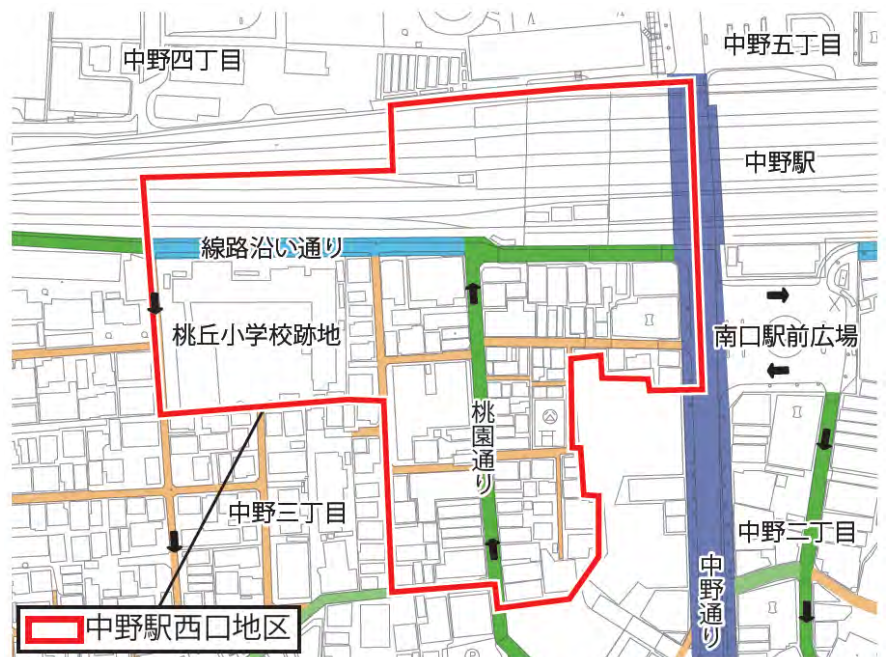 中野四丁目
中野五丁目
中野駅
線路沿い通り
桃丘小学校跡地
南口駅前広場
桃園通り
中野三丁目
中野二丁目
中野通り
中野駅西口地区